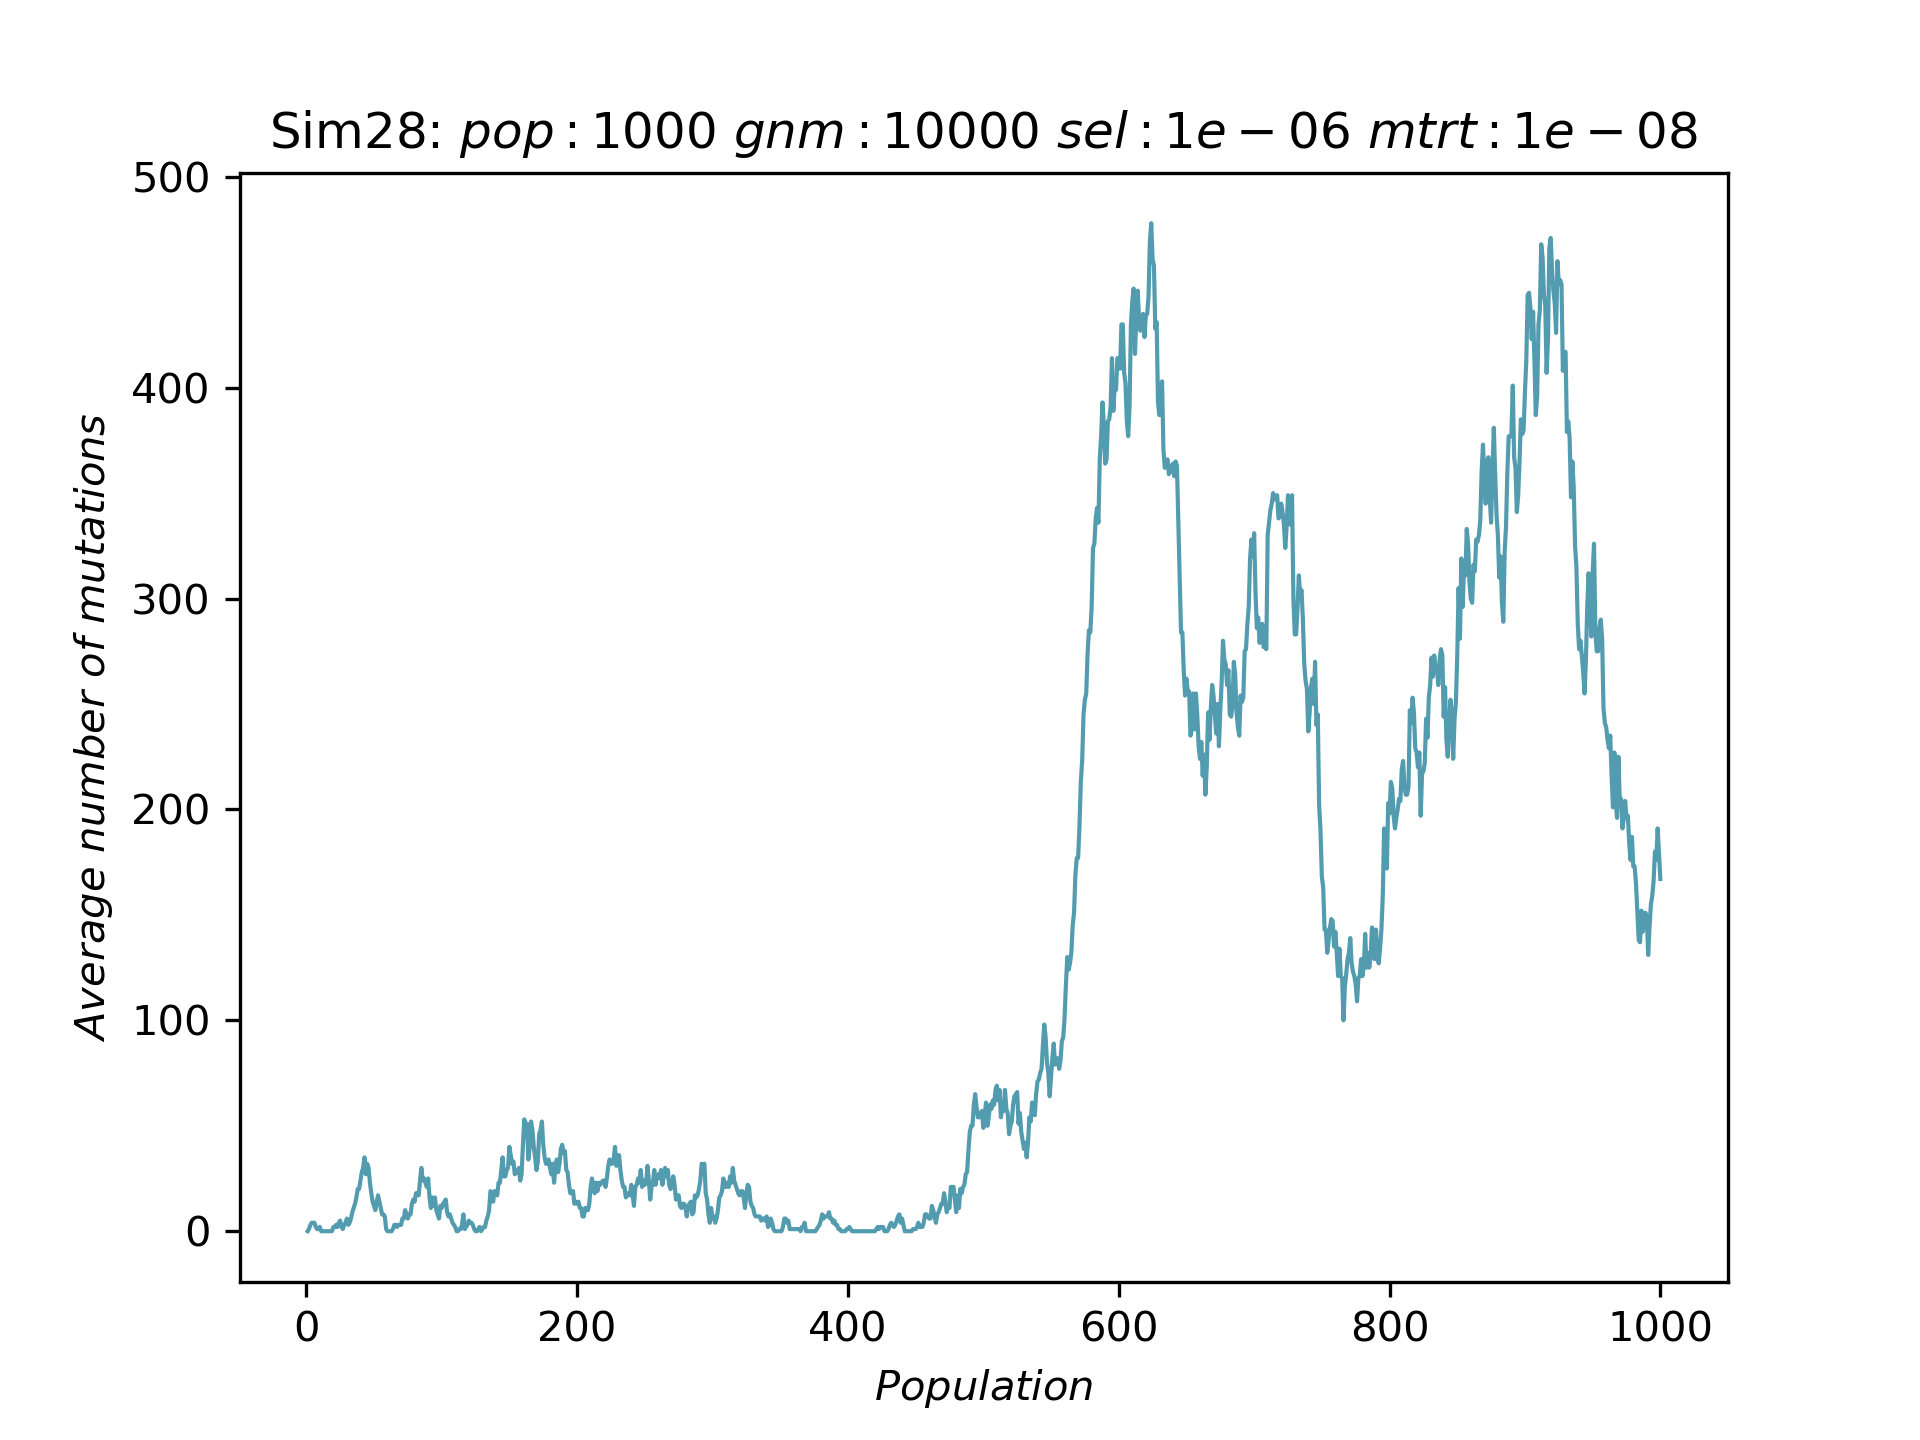 Sim28: pop : 1000 gnm : 10000 sel : 1e − 06 mtrt : 1e − 08
500
400
300
200
100
0
Average number of mutations
0 200 400 600 800 1000
Population